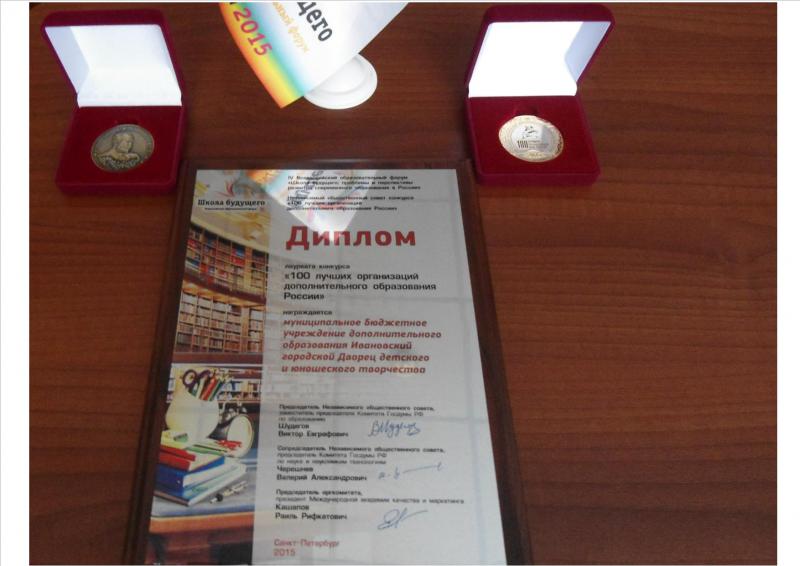 щего
ный форум
2015
100
IV Всероссийский образовательный форум
«Школа будущего: проблемы и перспективы
развития современного образования в России»
Независимый общественный совет конкурса
«100 лучших организаций
дополнительного образования России»
Школа будущего
Диплом
лауреата конкурса
«100 лучших организаций
дополнительного образования
России»
награждается
муниципальное бюджетное
учреждение дополнительного
образования Ивановский
городской Дворец детского
и юношеского творчества
Председатель Независимого общественного совета,
заместитель председателя Комитета Госдумы РФ
по образованию
Шудегов
Виктор Евграфович
Сопредседатель Независимого общественного совета,
председатель Комитета Госдумы РФ
по науке и наукоемким технологиям
Черешнев
Валерий Александрович
Председатель оргкомитета,
президент Международной академии качества и маркетинга
Кашапов
Раиль Рифкатович
Санкт-Петербург
2015